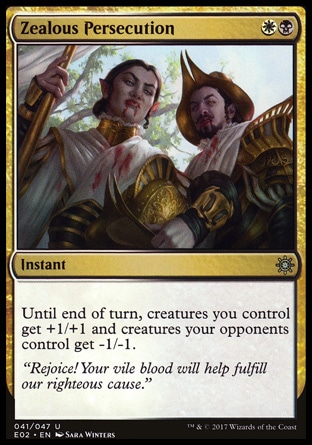 Zealous Persecution
Instant
Until end of turn, creatures you control
get +1/+1 and creatures your opponents
control get -1/-1.
“Rejoice! Your vile blood will help fulfill
our righteous cause.”
041/047 U
E02 • EN Sara Winters
™ & © 2017 Wizards of the Coast